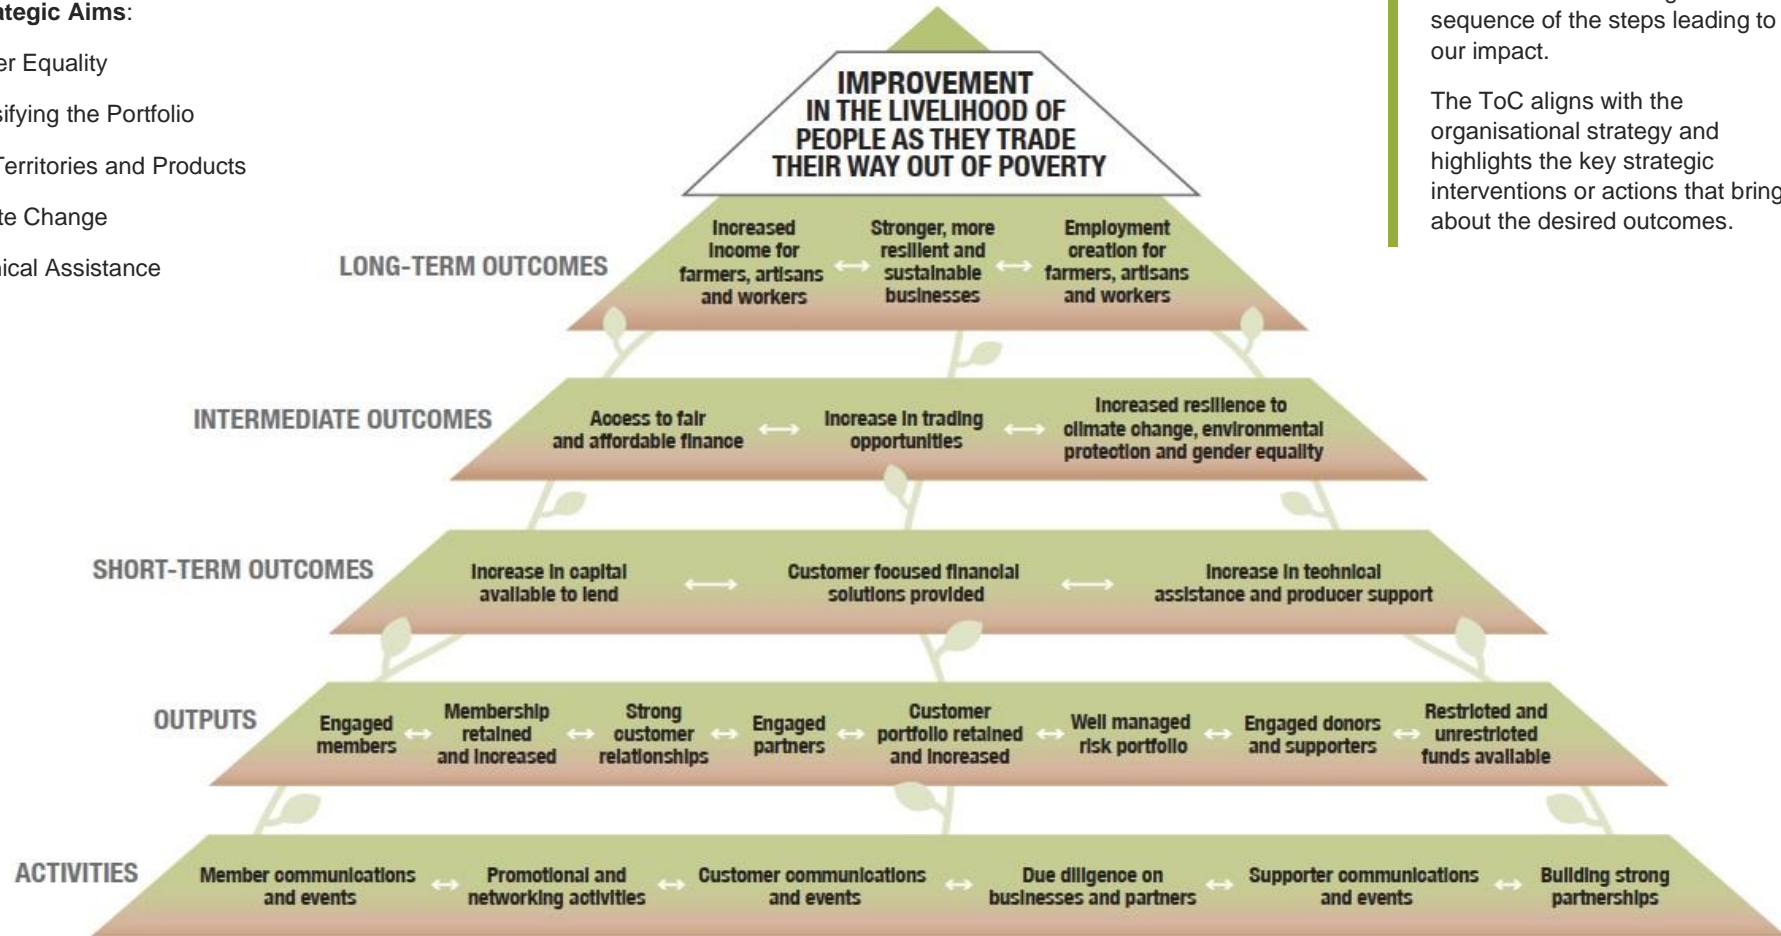 ategic Aims:
er Equality
sifying the Portfolio
Territories and Products
te Change
nical Assistance
sequence of the steps leading to
our impact.
The ToC aligns with the
organisational strategy and
highlights the key strategic
interventions or actions that bring
about the desired outcomes.
IMPROVEMENT
IN THE LIVELIHOOD OF
PEOPLE AS THEY TRADE
THEIR WAY OUT OF POVERTY
LONG-TERM OUTCOMES
Increased
income for
farmers, artisans
and workers
Stronger, more
resilient and
sustainable
businesses
Employment
creation for
farmers, artisans
and workers
INTERMEDIATE OUTCOMES
Access to fair
and affordable finance
Increase in trading
opportunities
Increased resilience to
climate change, environmental
protection and gender equality
SHORT-TERM OUTCOMES
Increase in capital
available to lend
Customer focused financial
solutions provided
Increase in technical
assistance and producer support
OUTPUTS
Engaged
members
Membership
retained
and increased
Strong
customer
relationships
Engaged
partners
Customer
portfolio retained
and increased
Well managed
risk portfolio
Engaged donors
and supporters
Restricted and
unrestricted
funds available
ACTIVITIES
Member communications
and events
Promotional and
networking activities
Customer communications
and events
Due diligence on
businesses and partners
Supporter communications
and events
Building strong
partnerships